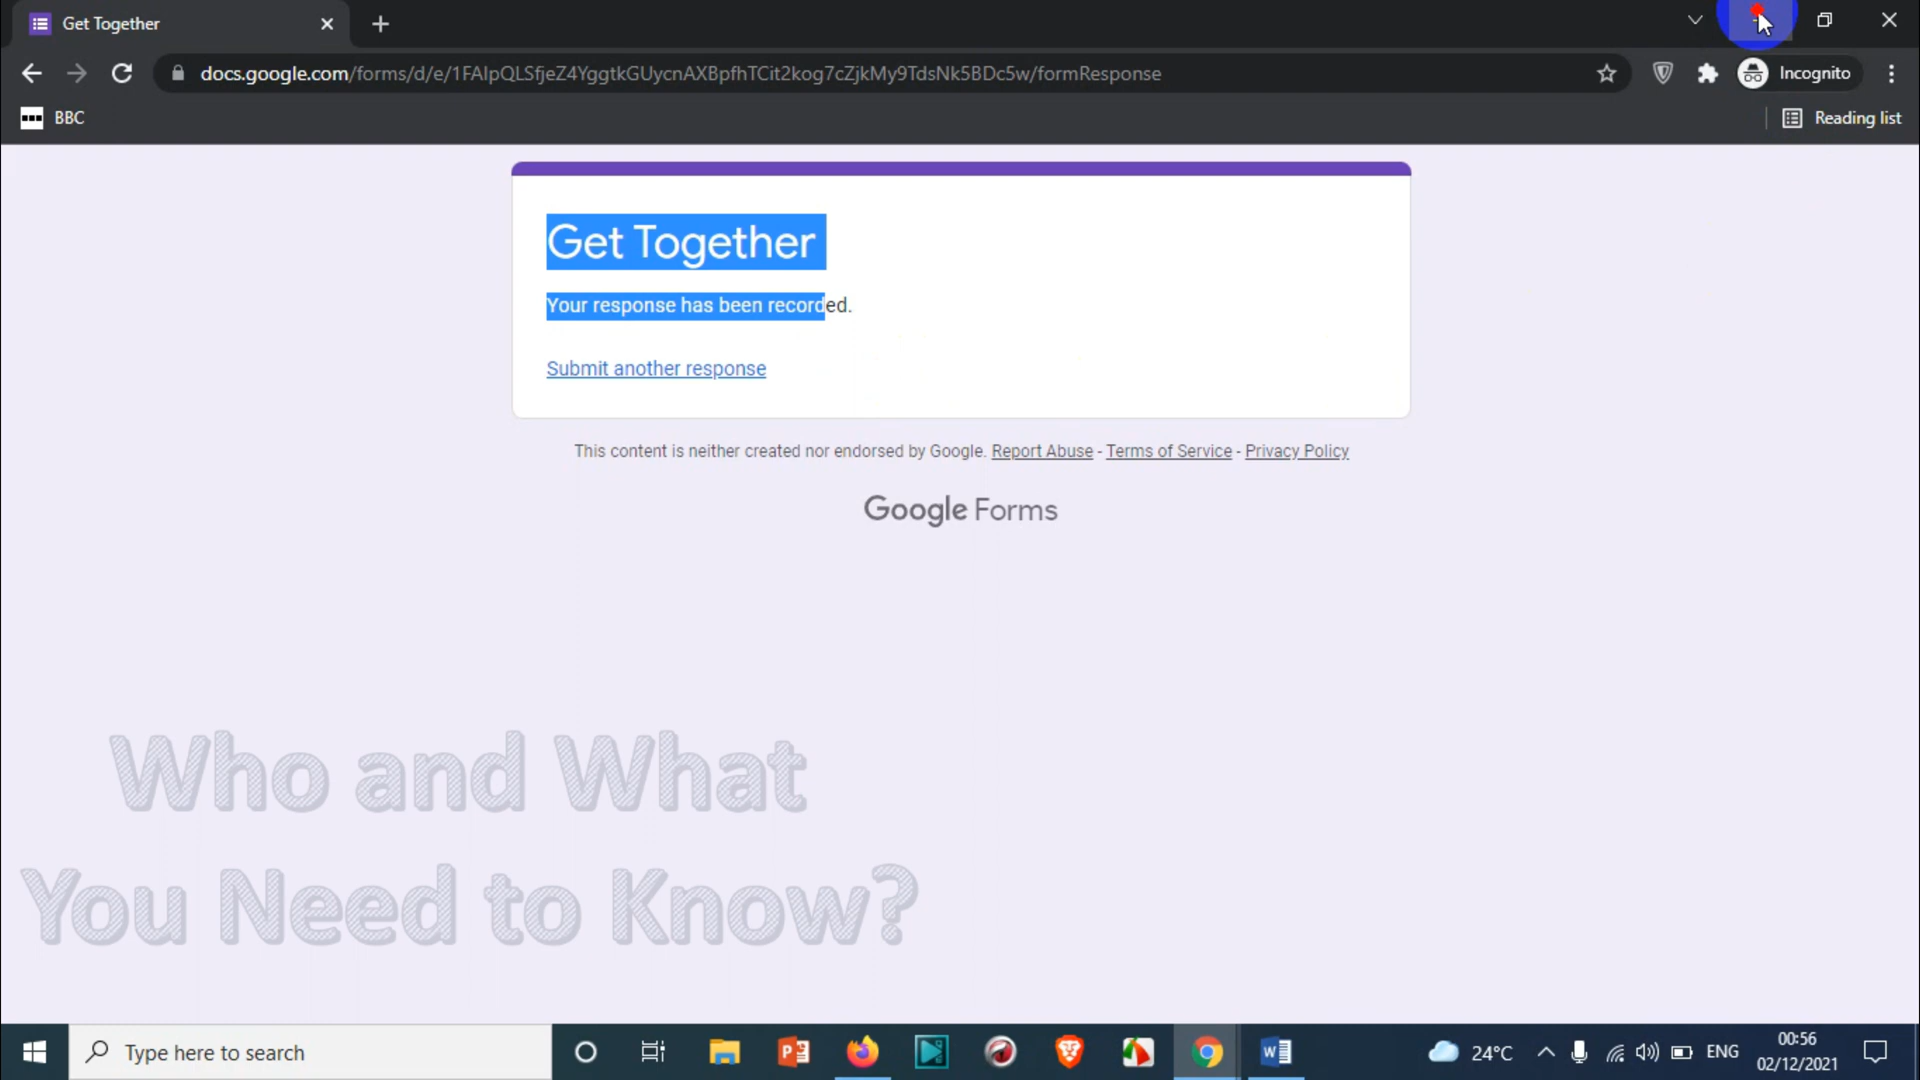 Get Together
docs.google.com/forms/d/e/1FAIpQLSfjeZ4YggtkGUycnAXBpfhTCit2kog7cZjkMy9TdsNk5BDc5w/formResponse
Incognito
BBC
Reading list
Get Together
Your response has been recorded.
Submit another response
This content is neither created nor endorsed by Google. Report Abuse - Terms of Service - Privacy Policy
Google Forms
Who and What
You Need to Know?
Type here to search
24°C
ENG
00:56
02/12/2021